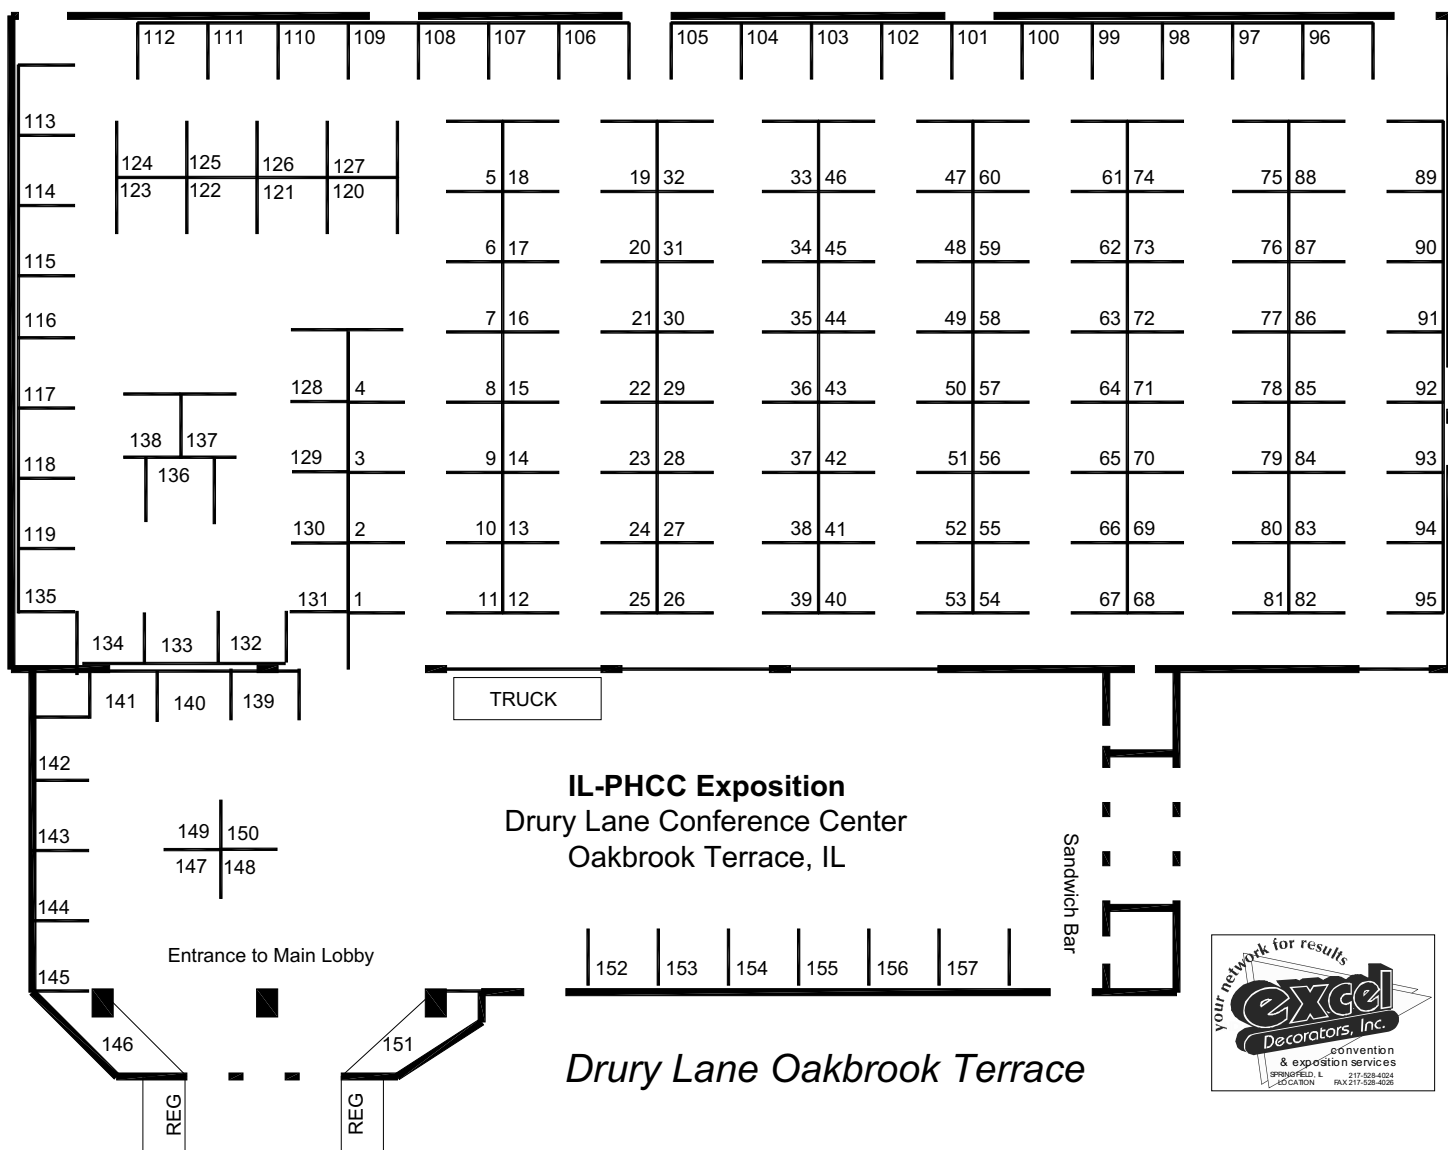 112 111 110 109 108 107 106 105 104 103 102 101 100 99 98 97 96
113
124 125 126 127
5 18 19 32 33 46 47 60 61 74 75 88 89
114 123 122 121 120
6 17 20 31 34 45 48 59 62 73 76 87 90
115
116 7 16 21 30 35 44 49 58 63 72 77 86 91
117 128 4 8 15 22 29 36 43 50 57 64 71 78 85 92
138 137
118 136 129 3 9 14 23 28 37 42 51 56 65 70 79 84 93
119 130 2 10 13 24 27 38 41 52 55 66 69 80 83 94
135 131 1 11 12 25 26 39 40 53 54 67 68 81 82 95
134 133 132
141 140 139 TRUCK
142
IL-PHCC Exposition
Drury Lane Conference Center
Oakbrook Terrace, IL
143 149 150
147 148
Sandwich Bar
144
Entrance to Main Lobby
145
152 153 154 155 156 157
146 151
Drury Lane Oakbrook Terrace
REG REG
your network for results
excel
Decorators, Inc.
convention
& exposition services
SPRINGFIELD, IL 217-528-4024
LOCATION FAX 217-528-4026